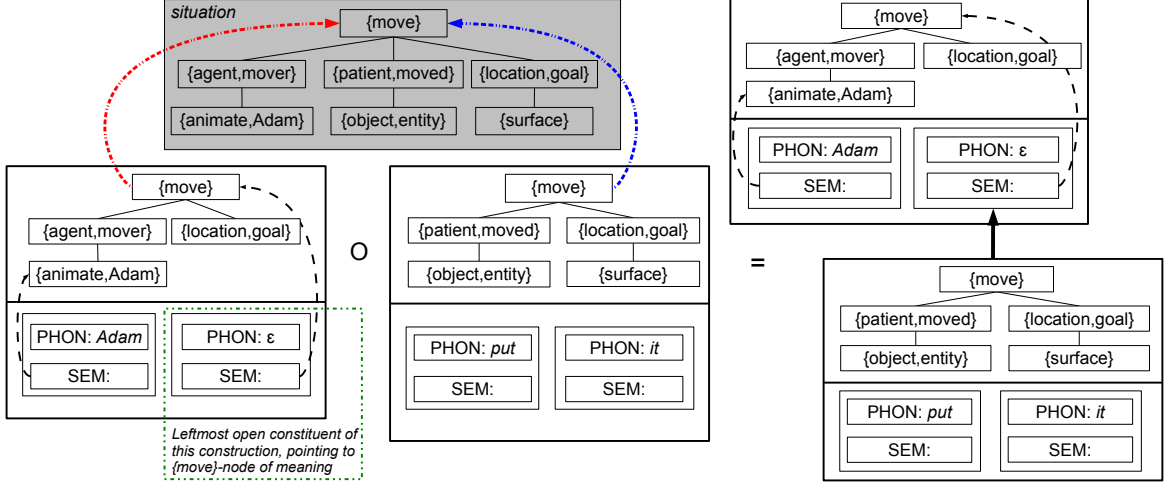 situation
{move}
{agent,mover} {patient,moved} {location,goal}
{animate,Adam} {object,entity} {surface}
{move}
{agent,mover} {location,goal}
{animate,Adam}
PHON: Adam PHON: ε
SEM: SEM:
Leftmost open constituent of
this construction, pointing to
{move}-node of meaning
O
{move}
{patient,moved} {location,goal}
{object,entity} {surface}
PHON: put PHON: it
SEM: SEM:
=
{move}
{agent,mover} {location,goal}
{animate,Adam}
PHON: Adam PHON: ε
SEM: SEM:
{move}
{patient,moved} {location,goal}
{object,entity} {surface}
PHON: put PHON: it
SEM: SEM: